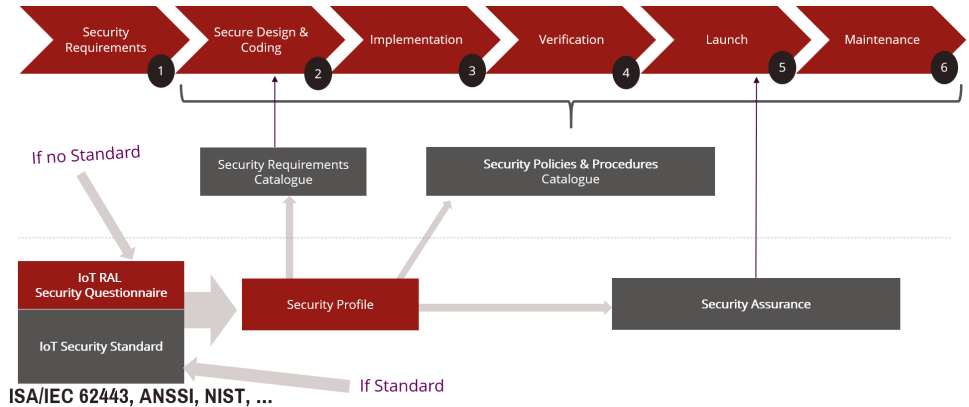 Security
Requirements
1
Secure Design &
Coding
2
Implementation
3
Verification
4
Launch
5
Maintenance
6
If no Standard
Security Requirements
Catalogue
Security Policies & Procedures
Catalogue
IoT RAL
Security Questionnaire
IoT Security Standard
Security Profile
Security Assurance
If Standard
ISA/IEC 62443, ANSSI, NIST, ...